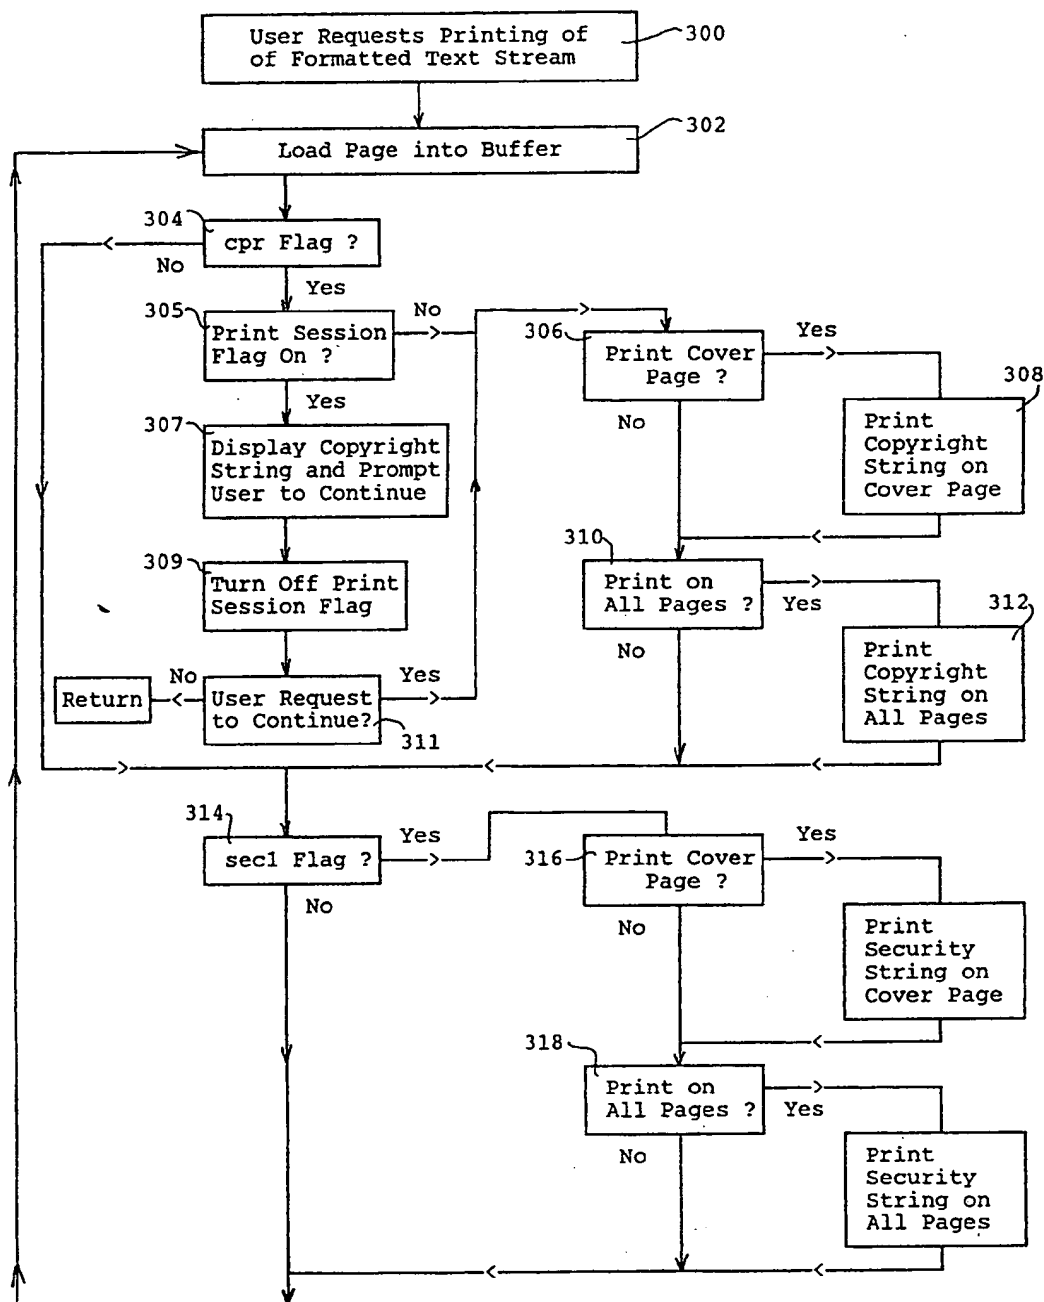 User Requests Printing of
of Formatted Text Stream
300
302
Load Page into Buffer
304
cpr Flag ?
No
Yes
305
Print Session
Flag On ?
No
Yes
306
Print Cover
Page ?
Yes
No
308
Print
Copyright
String on
Cover Page
307
Display Copyright
String and Prompt
User to Continue
309
Turn Off Print
Session Flag
310
Print on
All Pages ?
Yes
No
312
Print
Copyright
String on
All Pages
Return
No
User Request
to Continue?
Yes
311
314
sec1 Flag ?
Yes
No
316
Print Cover
Page ?
Yes
No
Print
Security
String on
Cover Page
318
Print on
All Pages ?
Yes
No
Print
Security
String on
All Pages